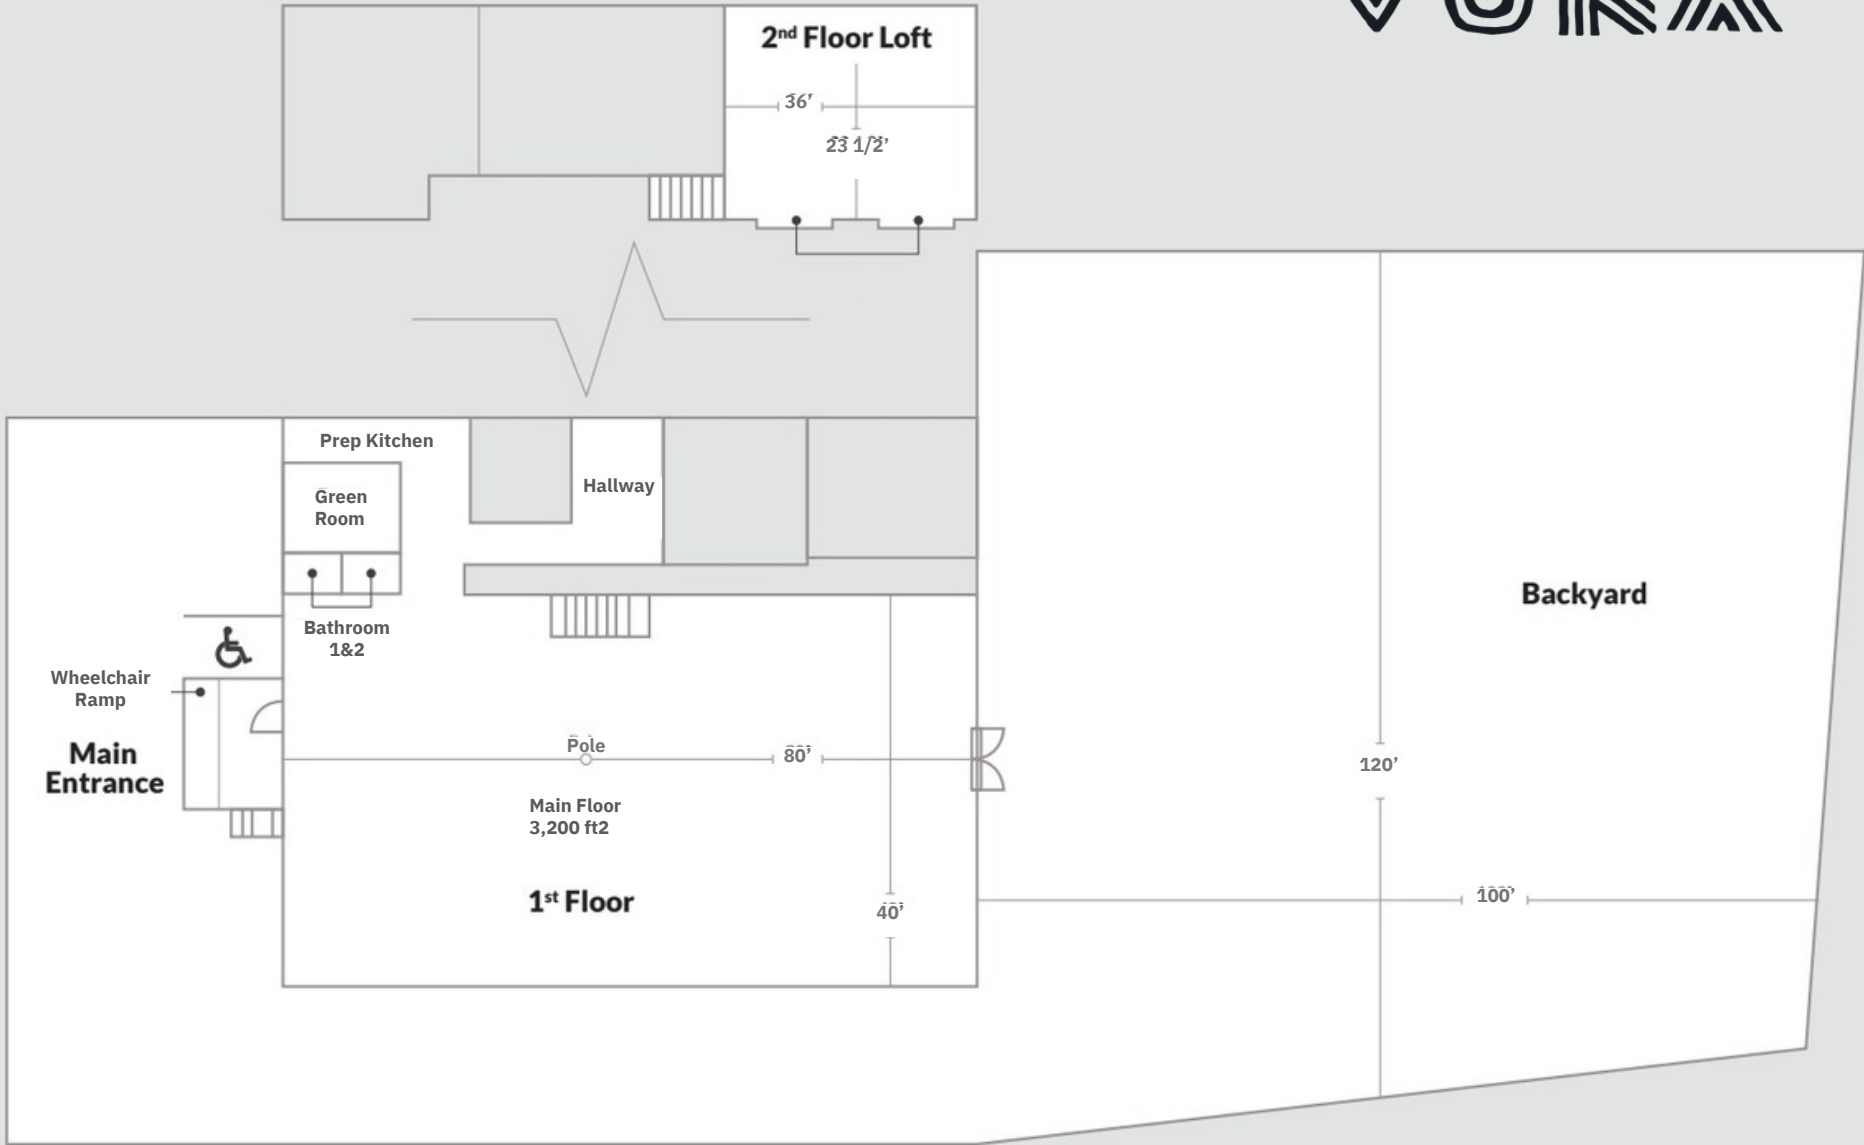 2nd Floor Loft
36’
23 1/2’
Prep Kitchen
Green
Room
Hallway
Bathroom
1&2
Wheelchair
Ramp
Main
Entrance
Pole
80’
Main Floor
3,200 ft2
1st Floor
40’
Backyard
120’
100’